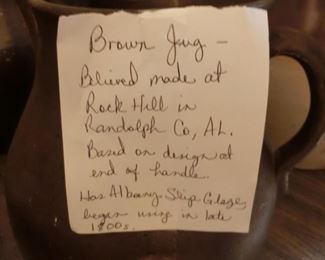 Brown Jug —
Believed made at
Rock Hill in
Randolph Co, AL.
Based on design at
end of handle.
Has Albany Slip Glaze,
began using in late
1800s.